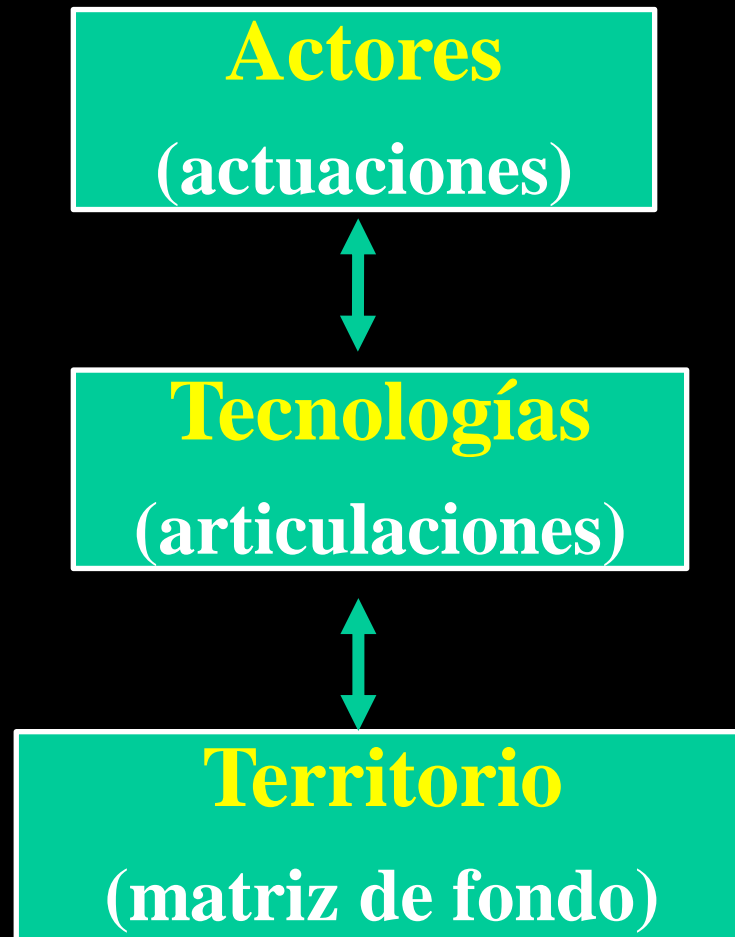 Actores
(actuaciones)
Tecnologías
(articulaciones)
Territorio
(matriz de fondo)